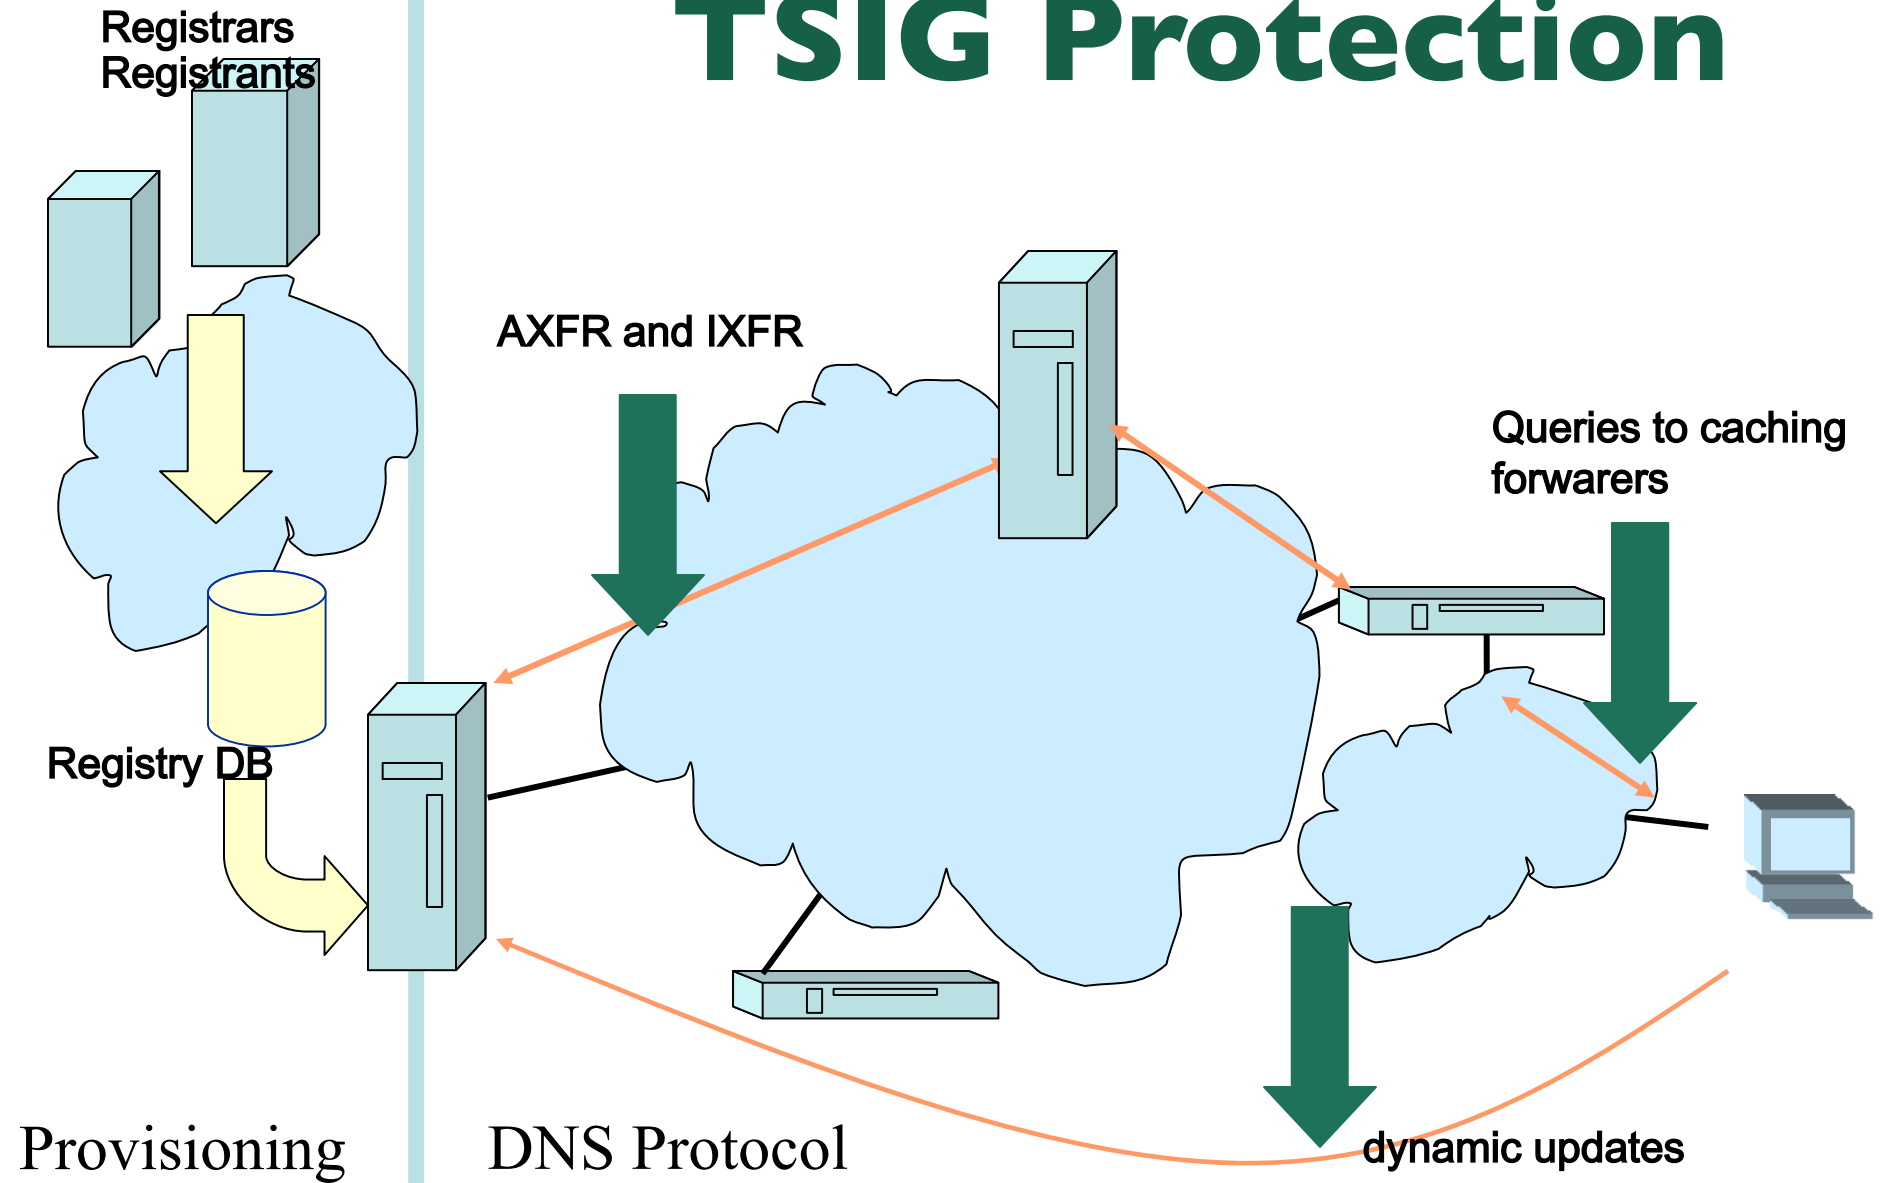 TSIG Protection
Registrars
Registrants
AXFR and IXFR
Queries to caching
forwarers
Registry DB
Provisioning
DNS Protocol
dynamic updates